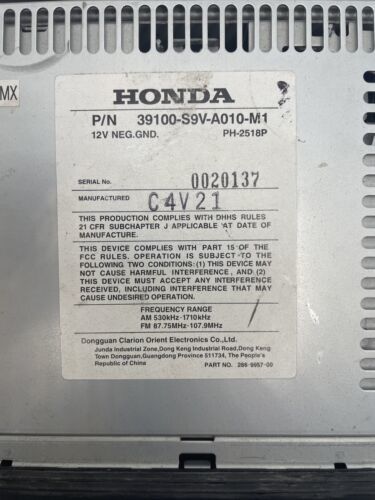 MX
HONDA
P/N 39100-S9V-A010-M1
12V NEG.GND. PH-2518P
SERIAL No. 0020137
MANUFACTURED C4V21
THIS PRODUCTION COMPLIES WITH DHHS RULES
21 CFR SUBCHAPTER J APPLICABLE AT DATE OF
MANUFACTURE.
THIS DEVICE COMPLIES WITH PART 15 OF THE
FCC RULES. OPERATION IS SUBJECT TO THE
FOLLOWING TWO CONDITIONS:(1) THIS DEVICE MAY
NOT CAUSE HARMFUL INTERFERENCE, AND (2)
THIS DEVICE MUST ACCEPT ANY INTERFERENCE
RECEIVED, INCLUDING INTERFERENCE THAT MAY
CAUSE UNDESIRED OPERATION.
FREQUENCY RANGE
AM 530kHz-1710kHz
FM 87.75MHz-107.9MHz
Dongguan Clarion Orient Electronics Co.,Ltd.
Junda Industrial Zone,Dong Keng Industrial Road,Dong Keng
Town Dongguan,Guangdong Province 511734, The People's
Republic of China
PART NO. 286-9957-00